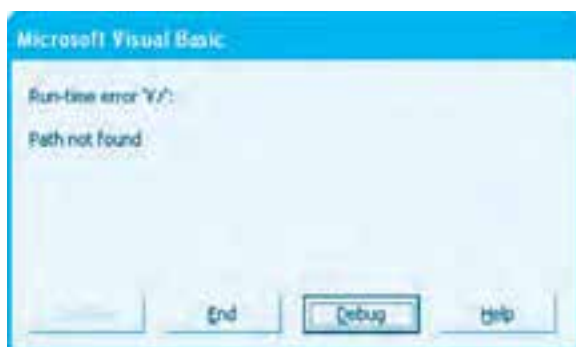 Microsoft Visual Basic
Run-time error
Path not found
End Debug Help